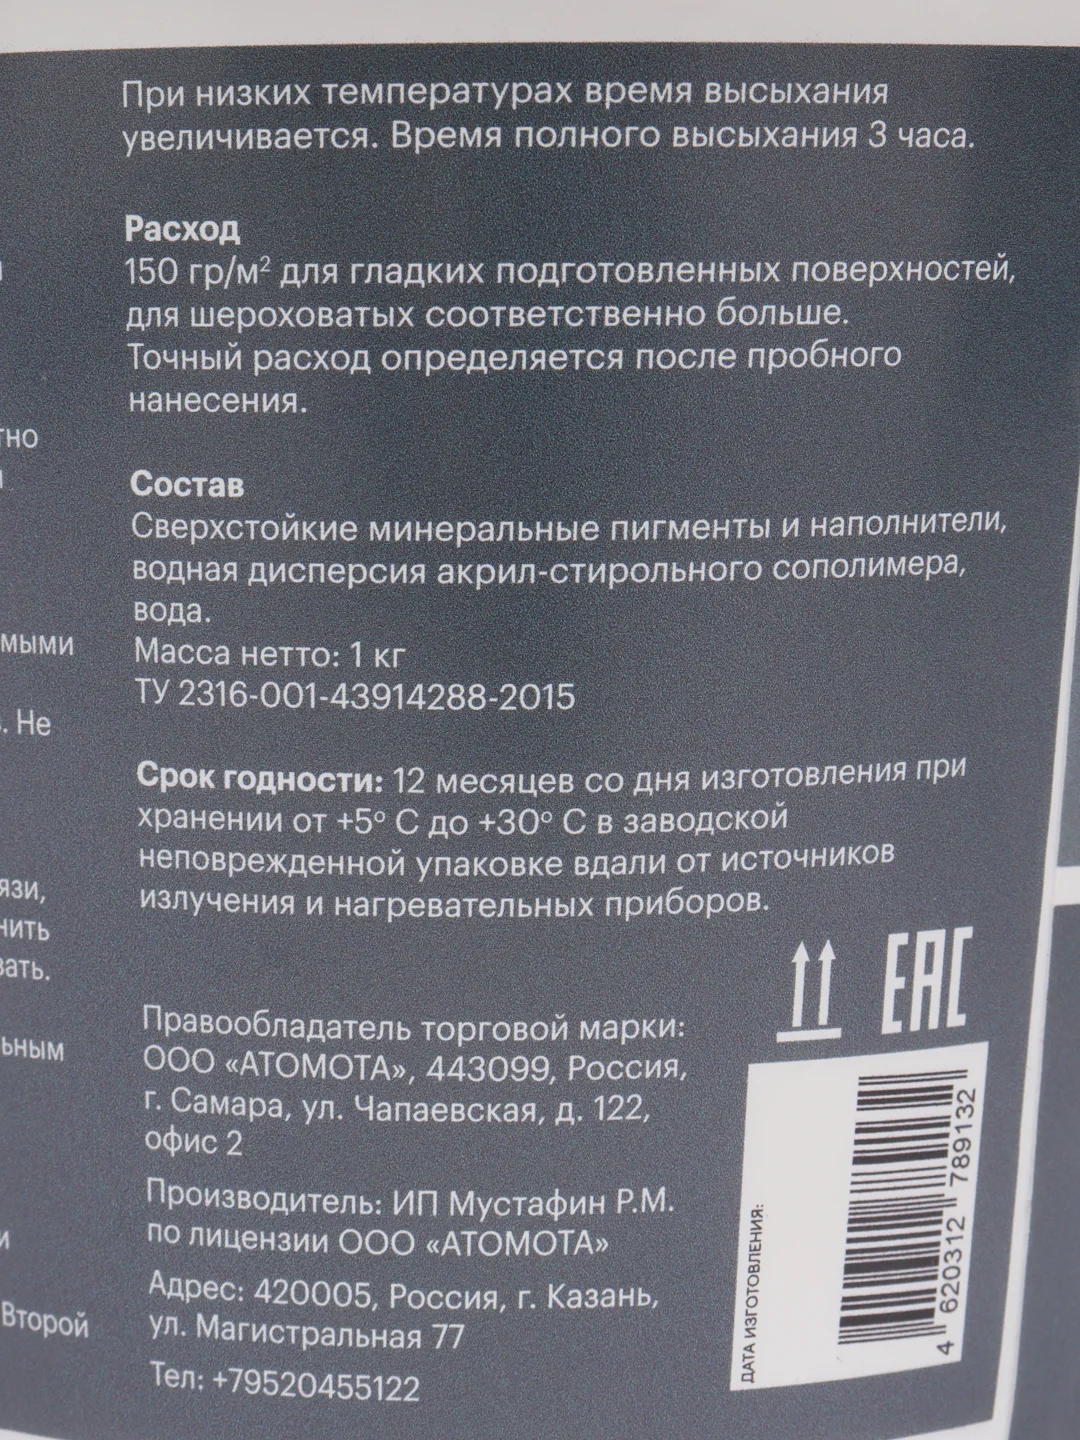 При низких температурах время высыхания
увеличивается. Время полного высыхания 3 часа.
Расход
150 гр/м² для гладких подготовленных поверхностей,
для шероховатых соответственно больше.
Точный расход определяется после пробного
нанесения.
Состав
Сверхстойкие минеральные пигменты и наполнители,
водная дисперсия акрил-стирольного сополимера,
вода.
Масса нетто: 1 кг
ТУ 2316-001-43914288-2015
Срок годности: 12 месяцев со дня изготовления при
хранении от +5° С до +30° С в заводской
неповрежденной упаковке вдали от источников
излучения и нагревательных приборов.
EAC
Правообладатель торговой марки:
ООО «АТОМОТА», 443099, Россия,
г. Самара, ул. Чапаевская, д. 122,
офис 2
Производитель: ИП Мустафин Р.М.
по лицензии ООО «АТОМОТА»
Адрес: 420005, Россия, г. Казань,
ул. Магистральная 77
Тел: +79520455122
ДАТА ИЗГОТОВЛЕНИЯ:
4 620312 789132
тно
мыми
. Не
язи,
нить
вать.
ьным
и
Второй